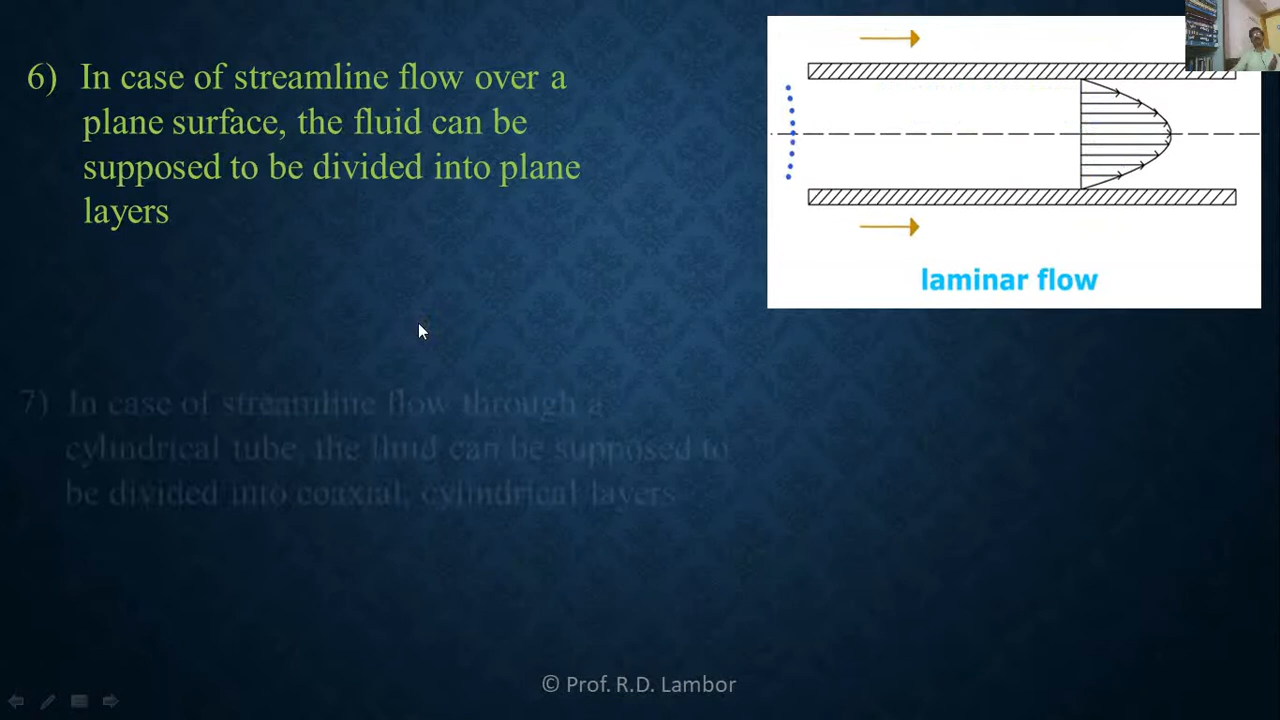 6) In case of streamline flow over a
plane surface, the fluid can be
supposed to be divided into plane
layers
laminar flow
7) In case of streamline flow through a
cylindrical tube, the fluid can be supposed to
be divided into coaxial, cylindrical layers
© Prof. R.D. Lambor